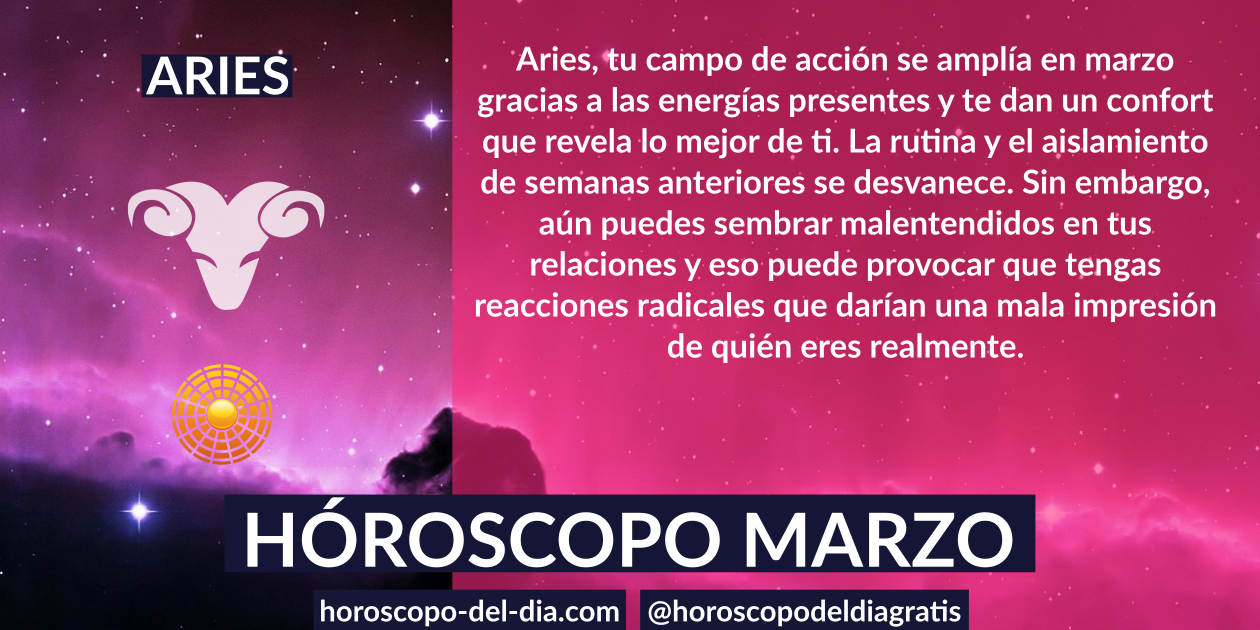 ARIES
Aries, tu campo de acción se amplía en marzo
gracias a las energías presentes y te dan un confort
que revela lo mejor de ti. La rutina y el aislamiento
de semanas anteriores se desvanece. Sin embargo,
aún puedes sembrar malentendidos en tus
relaciones y eso puede provocar que tengas
reacciones radicales que darían una mala impresión
de quién eres realmente.
HÓROSCOPO MARZO
horoscopo-del-dia.com
@horoscopodeldiagratis